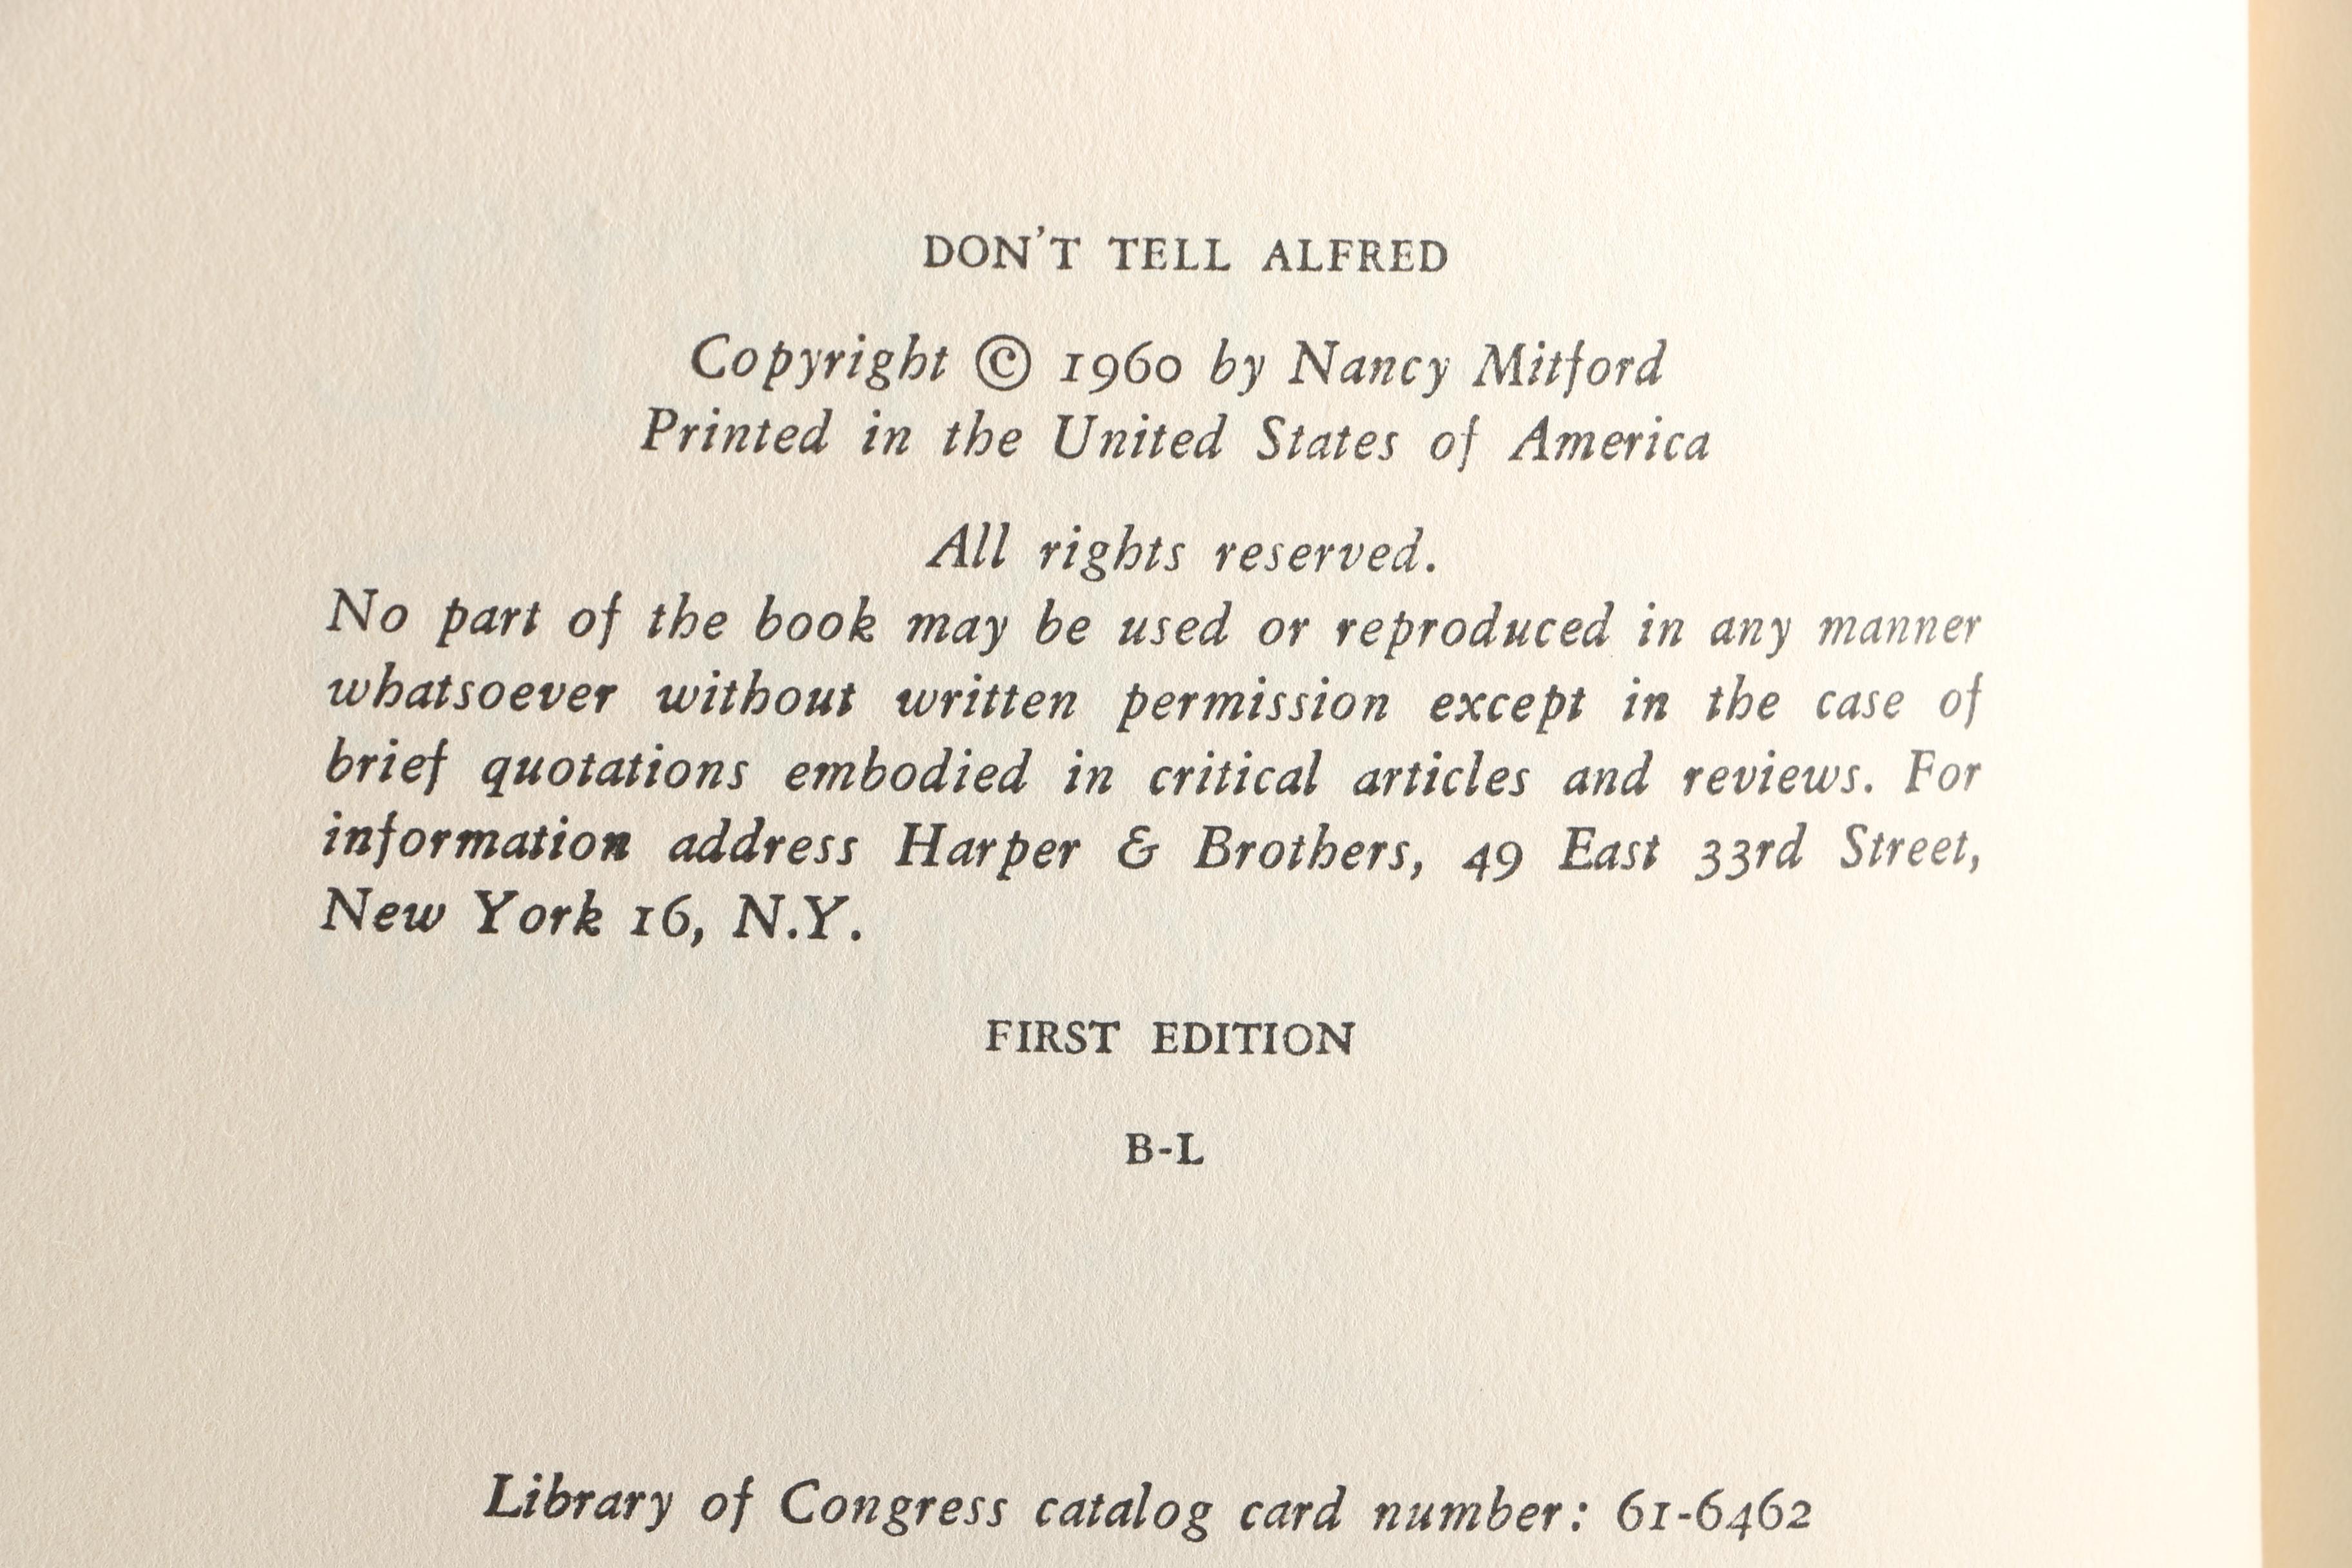 DON'T TELL ALFRED
Copyright © 1960 by Nancy Mitford
Printed in the United States of America
All rights reserved.
No part of the book may be used or reproduced in any manner
whatsoever without written permission except in the case of
brief quotations embodied in critical articles and reviews. For
information address Harper & Brothers, 49 East 33rd Street,
New York 16, N.Y.
FIRST EDITION
B-L
Library of Congress catalog card number: 61-6462